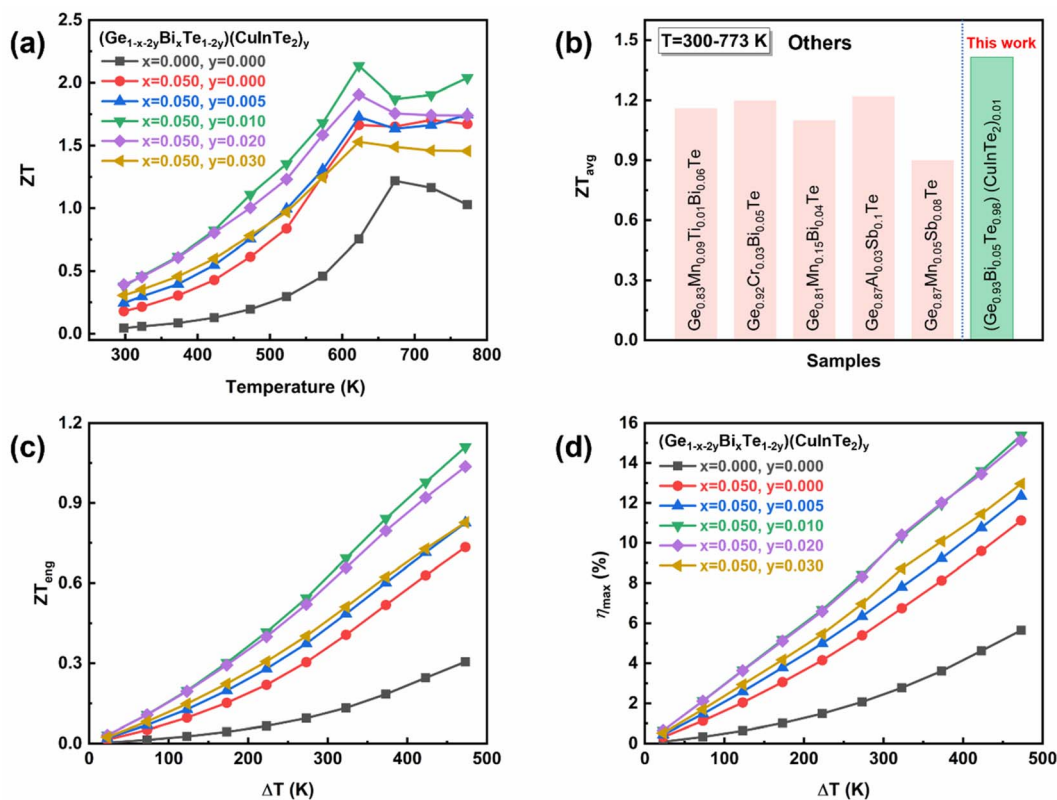 (a)
(Ge1-x-2yBixTe1-2y)(CuInTe2)y
x=0.000, y=0.000
x=0.050, y=0.000
x=0.050, y=0.005
x=0.050, y=0.010
x=0.050, y=0.020
x=0.050, y=0.030
2.5
2.0
1.5
1.0
0.5
0.0
ZT
300
400
500
600
700
800
Temperature (K)
(b)
T=300-773 K
Others
This work
1.5
1.2
0.9
0.6
0.3
0.0
ZTavg
Ge0.83Mn0.09Ti0.01Bi0.06Te
Ge0.92Cr0.03Bi0.05Te
Ge0.81Mn0.15Bi0.04Te
Ge0.87Al0.03Sb0.1Te
Ge0.87Mn0.05Sb0.08Te
(Ge0.93Bi0.05Te0.98) (CuInTe2)0.01
Samples
(c)
1.2
0.9
0.6
0.3
0.0
ZTeng
0
100
200
300
400
500
ΔT (K)
(d)
(Ge1-x-2yBixTe1-2y)(CuInTe2)y
x=0.000, y=0.000
x=0.050, y=0.000
x=0.050, y=0.005
x=0.050, y=0.010
x=0.050, y=0.020
x=0.050, y=0.030
16
14
12
10
8
6
4
2
0
ηmax (%)
0
100
200
300
400
500
ΔT (K)